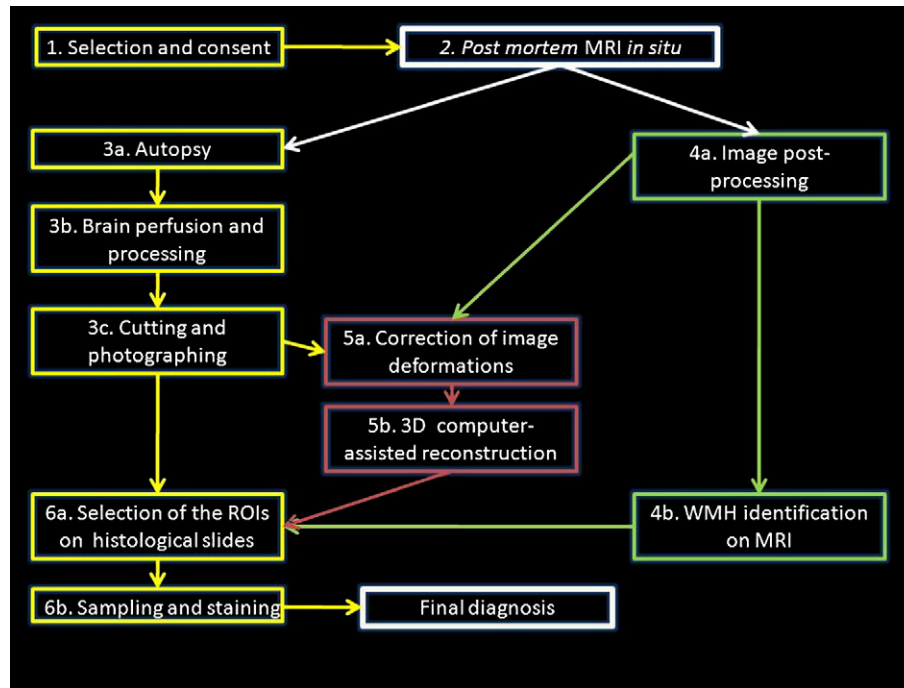 1. Selection and consent
2. Post mortem MRI in situ
3a. Autopsy
4a. Image post-
processing
3b. Brain perfusion and
processing
3c. Cutting and
photographing
5a. Correction of image
deformations
5b. 3D computer-
assisted reconstruction
6a. Selection of the ROIs
on histological slides
4b. WMH identification
on MRI
6b. Sampling and staining
Final diagnosis